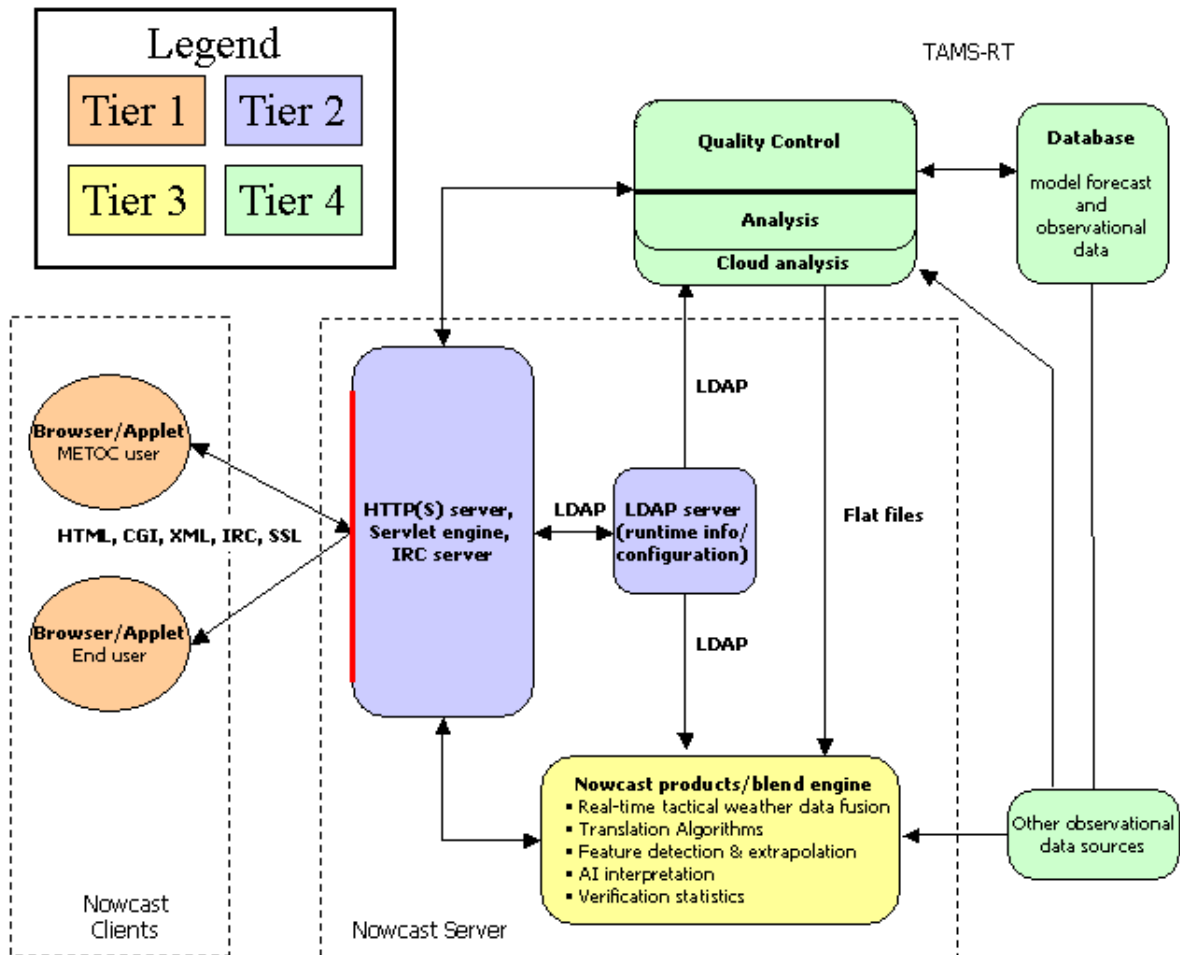 Legend
Tier 1
Tier 2
Tier 3
Tier 4
TAMS-RT
Quality Control
Analysis
Cloud analysis
Database
model forecast
and
observational
data
LDAP
Browser/Applet
METOC user
HTML, CGI, XML, IRC, SSL
Browser/Applet
End user
HTTP(S) server,
Servlet engine,
IRC server
LDAP
LDAP server
(runtime info/
configuration)
Flat files
LDAP
Nowcast products/blend engine
▪ Real-time tactical weather data fusion
▪ Translation Algorithms
▪ Feature detection & extrapolation
▪ AI interpretation
▪ Verification statistics
Other observational
data sources
Nowcast
Clients
Nowcast Server